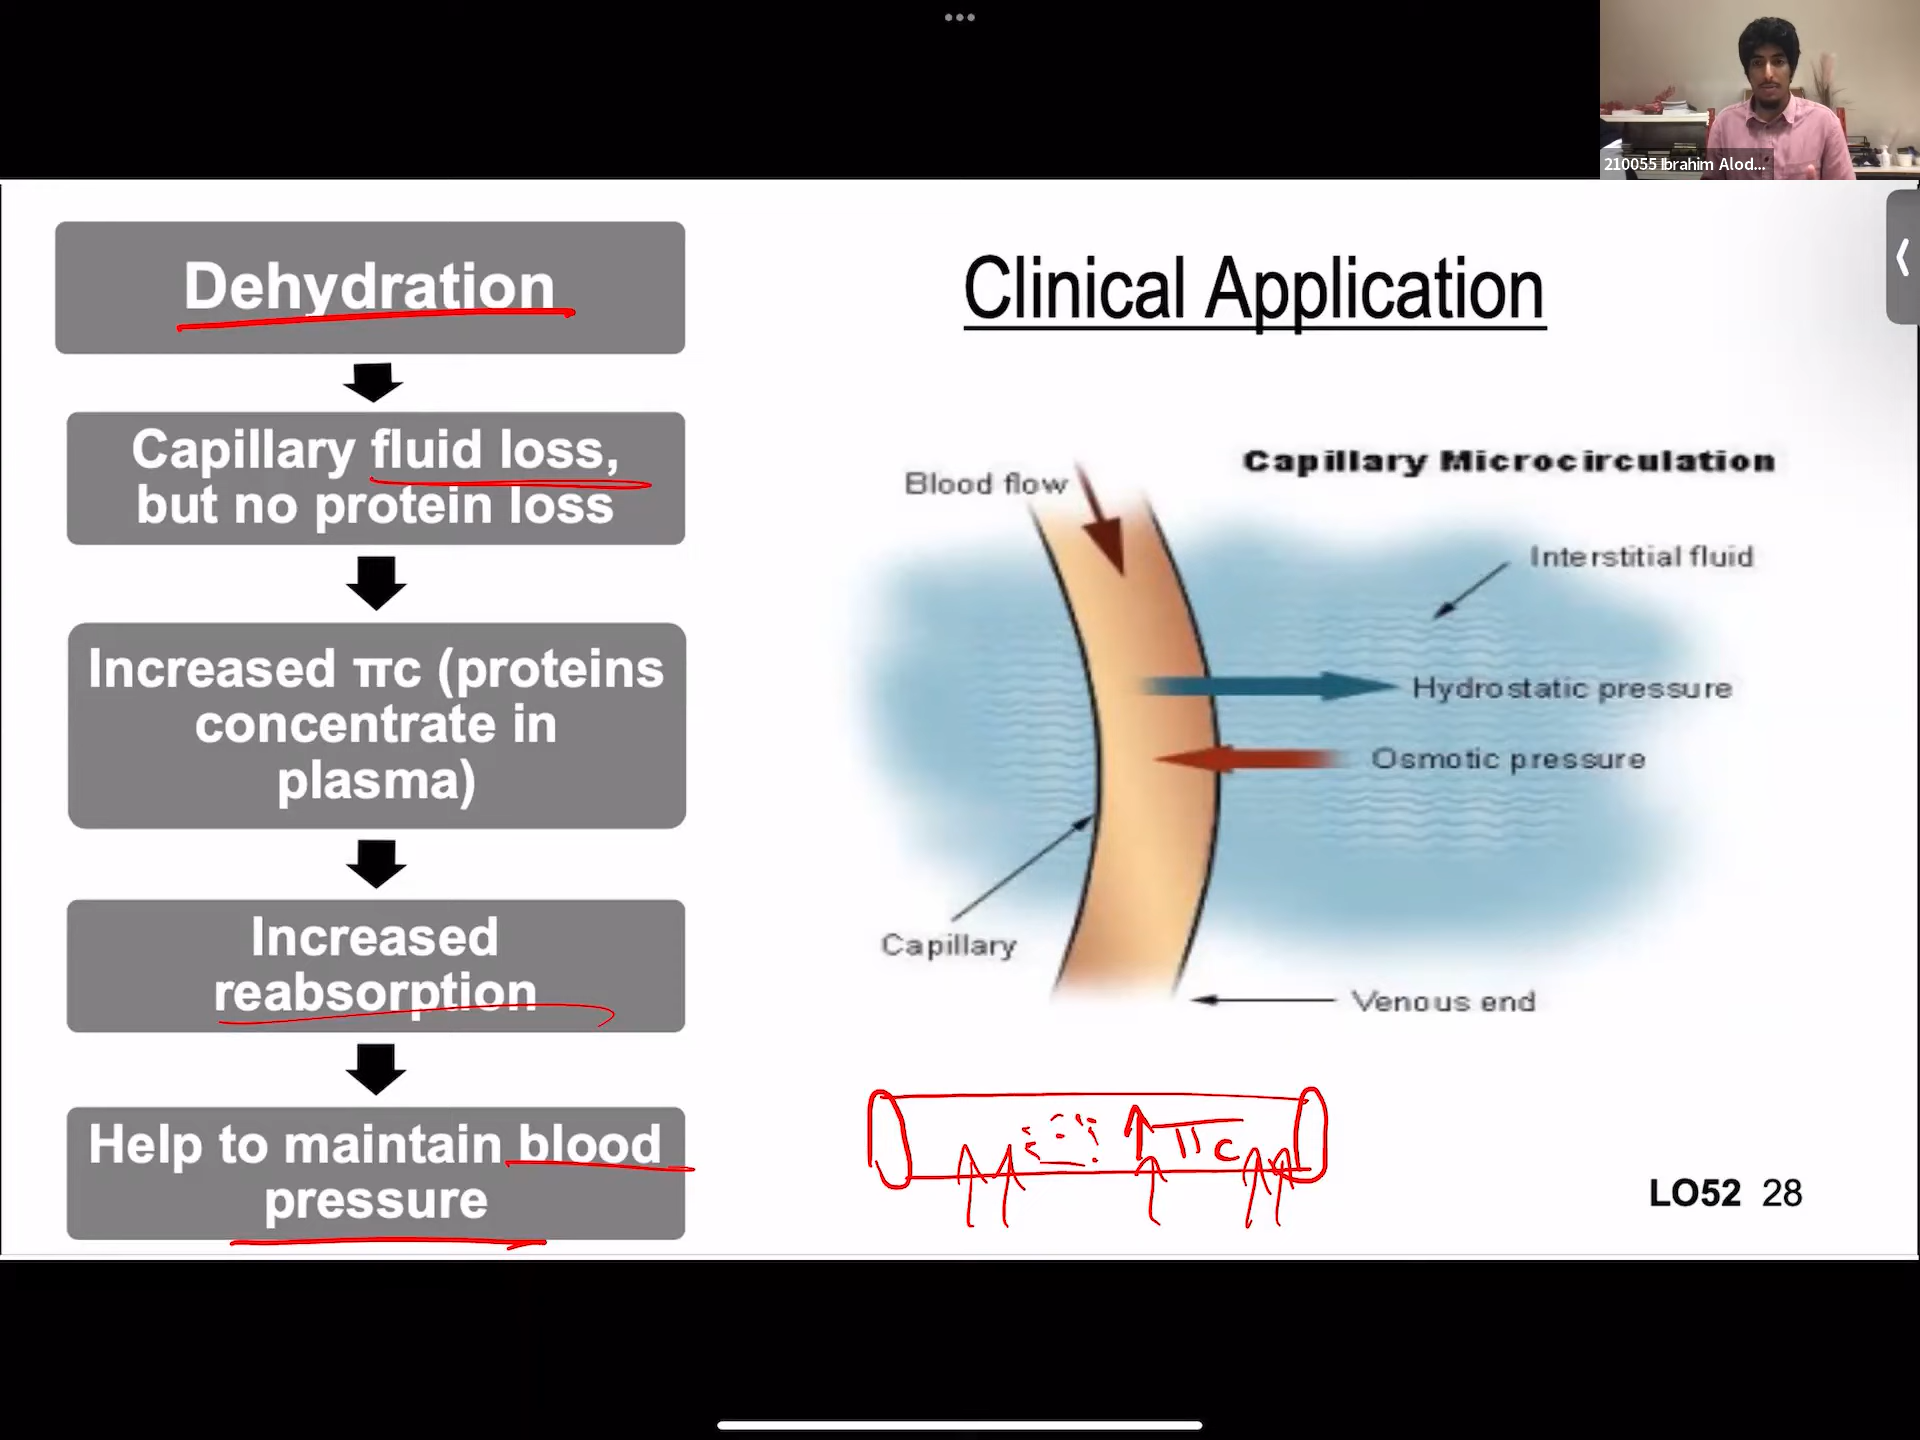 210055 Ibrahim Alod...
Dehydration
Capillary fluid loss,
but no protein loss
Increased πc (proteins
concentrate in
plasma)
Increased
reabsorption
Help to maintain blood
pressure
Clinical Application
Capillary Microcirculation
Blood flow
Interstitial fluid
Hydrostatic pressure
Osmotic pressure
Capillary
Venous end
↑ πc
LO52 28